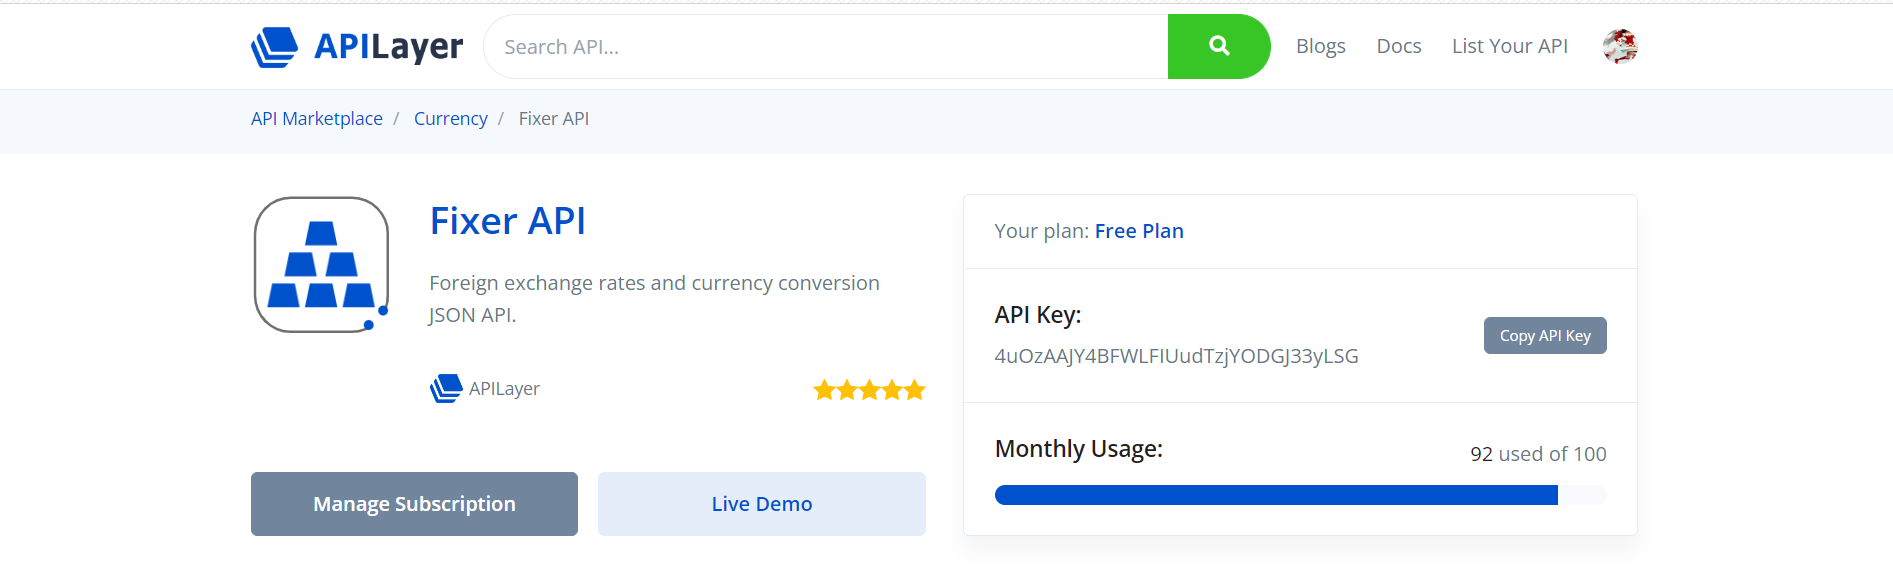 APILayer
Search API...
Blogs
Docs
List Your API
API Marketplace / Currency / Fixer API
Fixer API
Foreign exchange rates and currency conversion
JSON API.
APILayer
Manage Subscription
Live Demo
Your plan: Free Plan
API Key:
4uOzAAJY4BFWLFIUudTzjYODGJ33yLSG
Copy API Key
Monthly Usage:
92 used of 100